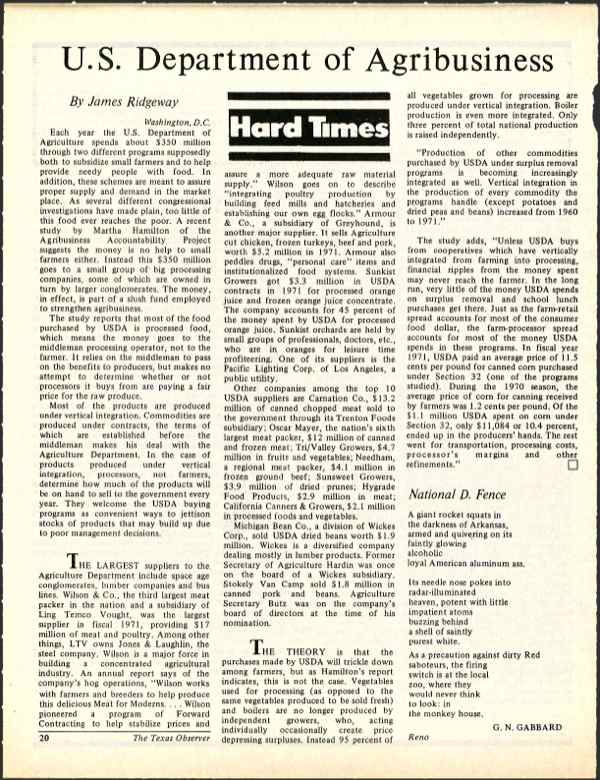 U.S. Department of Agribusiness
By James Ridgeway
Washington, D.C.
Each year the U.S. Department of
Agriculture spends about $350 million
through two different programs supposedly
both to subsidize small farmers and to help
provide needy people with food. In
addition, these schemes are meant to assure
proper supply and demand in the market
place. As several different congressional
investigations have made plain, too little of
this food ever reaches the poor. A recent
study by Martha Hamilton of the
Agribusiness Accountability Project
suggests the money is no help to small
farmers either. Instead this $350 million
goes to a small group of big processing
companies, some of which are owned in
turn by larger conglomerates. The money,
in effect, is part of a slush fund employed
to strengthen agribusiness.
The study reports that most of the food
purchased by USDA is processed food,
which means the money goes to the
middleman processing operator, not to the
farmer. It relies on the middleman to pass
on the benefits to producers, but makes no
attempt to determine whether or not
processors it buys from are paying a fair
price for the raw produce.
Most of the products are produced
under vertical integration. Commodities are
produced under contracts, the terms of
which are established before the
middleman makes his deal with the
Agriculture Department. In the case of
products produced under vertical
integration, processors, not farmers,
determine how much of the products will
be on hand to sell to the government every
year. They welcome the USDA buying
programs as convenient ways to jettison
stocks of products that may build up due
to poor management decisions.
THE LARGEST suppliers to the
Agriculture Department include space age
conglomerates, lumber companies and bus
lines. Wilson & Co., the third largest meat
packer in the nation and a subsidiary of
Ling Temco Vought, was the largest
supplier in fiscal 1971, providing $17
million of meat and poultry. Among other
things, LTV owns Jones & Laughlin, the
steel company. Wilson is a major force in
building a concentrated agricultural
industry. An annual report says of the
company's hog operations, "Wilson works
with farmers and breeders to help produce
this delicious Meat for Moderns. . . . Wilson
pioneered a program of Forward
Contracting to help stabilize prices and
Hard Times
assure a more adequate raw material
supply." Wilson goes on to describe
"integrating poultry production by
building feed mills and hatcheries and
establishing our own egg flocks." Armour
& Co., a subsidiary of Greyhound, is
another major supplier. It sells Agriculture
cut chicken, frozen turkeys, beef and pork,
worth $5.2 million in 1971. Armour also
peddles drugs, "personal care" items and
institutionalized food systems. Sunkist
Growers got $3.3 million in USDA
contracts in 1971 for processed orange
juice and frozen orange juice concentrate.
The company accounts for 45 percent of
the money spent by USDA for processed
orange juice. Sunkist orchards are held by
small groups of professionals, doctors, etc.,
who are in oranges for leisure time
profiteering. One of its suppliers is the
Pacific Lighting Corp. of Los Angeles, a
public utility.
Other companies among the top 10
USDA suppliers are Carnation Co., $13.2
million of canned chopped meat sold to
the government through its Trenton Foods
subsidiary; Oscar Mayer, the nation's sixth
largest meat packer, $12 million of canned
and frozen meat; Tri/Valley Growers, $4.7
million in fruits and vegetables; Needham,
a regional meat packer, $4.1 million in
frozen ground beef; Sunsweet Growers,
$3.9 million of dried prunes; Hygrade
Food Products, $2.9 million in meat;
California Canners & Growers, $2.1 million
in processed foods and vegetables.
Michigan Bean Co., a division of Wickes
Corp., sold USDA dried beans worth $1.9
million. Wickes is a diversified company
dealing mostly in lumber products. Former
Secretary of Agriculture Hardin was once
on the board of a Wickes subsidiary.
Stokely Van Camp sold $1.8 million in
canned pork and beans. Agriculture
Secretary Butz was on the company's
board of directors at the time of his
nomination.
THE THEORY is that the
purchases made by USDA will trickle down
among farmers, but as Hamilton's report
indicates, this is not the case. Vegetables
used for processing (as opposed to the
same vegetables produced to be sold fresh)
and boilers are no longer produced by
independent growers, who, acting
individually occasionally create price
depressing surpluses. Instead 95 percent of
all vegetables grown for processing are
produced under vertical integration. Boiler
production is even more integrated. Only
three percent of total national production
is raised independently.
"Production of other commodities
purchased by USDA under surplus removal
programs is becoming increasingly
integrated as well. Vertical integration in
the production of every commodity the
programs handle (except potatoes and
dried peas and beans) increased from 1960
to 1971."
The study adds, "Unless USDA buys
from cooperatives which have vertically
integrated from farming into processing,
financial ripples from the money spent
may never reach the farmer. In the long
run, very little of the money USDA spends
on surplus removal and school lunch
purchases get there. Just as the farm-retail
spread accounts for most of the consumer
food dollar, the farm-processor spread
accounts for most of the money USDA
spends in these programs. In fiscal year
1971, USDA paid an average price of 11.5
cents per pound for canned corn purchased
under Section 32 (one of the programs
studied). During the 1970 season, the
average price of corn for canning received
by farmers was 1.2 cents per pound. Of the
$1.1 million USDA spent on corn under
Section 32, only $11,084 or 10.4 percent,
ended up in the producers' hands. The rest
went for transportation, processing costs,
processor's margins and other
refinements."
National D. Fence
A giant rocket squats in
the darkness of Arkansas,
armed and quivering on its
faintly glowing
alcoholic
loyal American aluminum ass.
Its needle nose pokes into
radar-illuminated
heaven, potent with little
impatient atoms
buzzing behind
a shell of saintly
purest white.
As a precaution against dirty Red
saboteurs, the firing
switch is at the local
zoo, where they
would never think
to look: in
the monkey house.
G. N. GABBARD
Reno
20
The Texas Observer